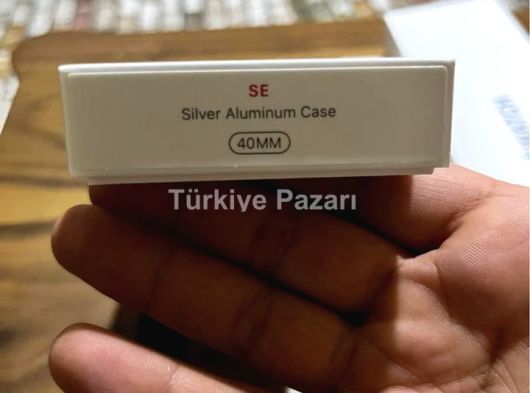 SE
Silver Aluminum Case
40MM
Türkiye Pazarı